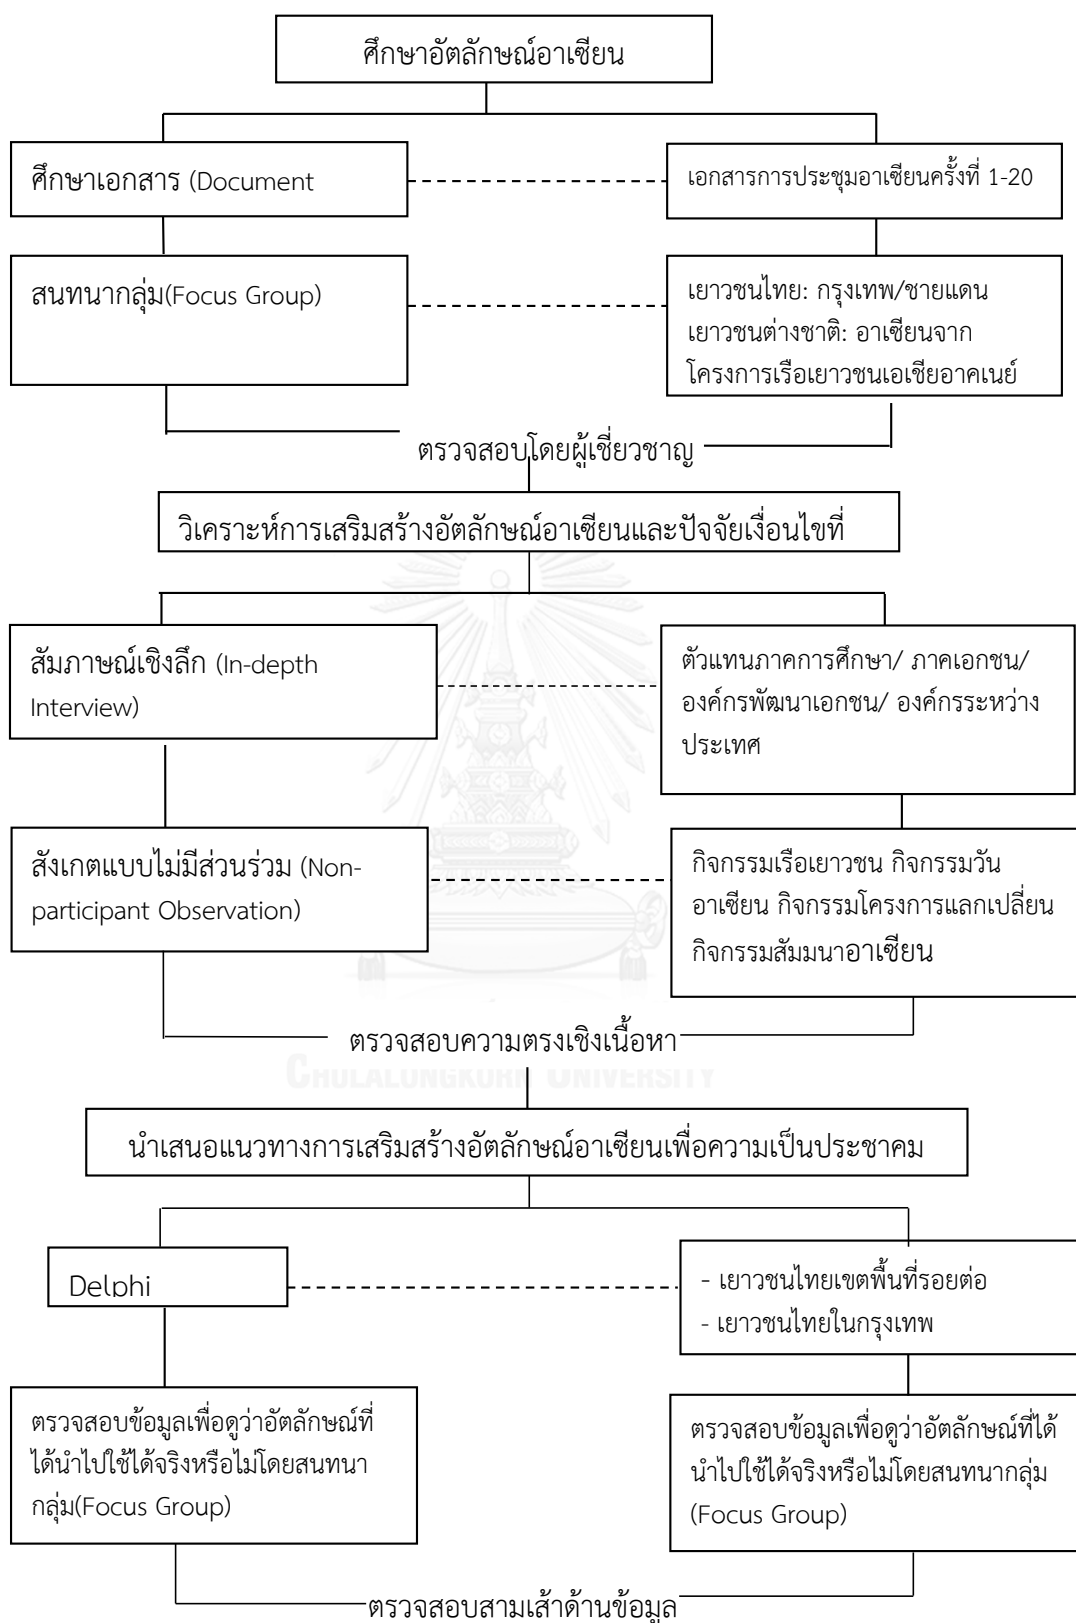 ศึกษาอัตลักษณ์อาเซียน
ศึกษาเอกสาร (Document
เอกสารการประชุมอาเซียนครั้งที่ 1-20
สนทนากลุ่ม(Focus Group)
เยาวชนไทย: กรุงเทพ/ชายแดน
เยาวชนต่างชาติ: อาเซียนจาก
โครงการเรือเยาวชนเอเชียอาคเนย์
ตรวจสอบโดยผู้เชี่ยวชาญ
วิเคราะห์การเสริมสร้างอัตลักษณ์อาเซียนและปัจจัยเงื่อนไขที่
สัมภาษณ์เชิงลึก (In-depth
Interview)
ตัวแทนภาคการศึกษา/ ภาคเอกชน/
องค์กรพัฒนาเอกชน/ องค์กรระหว่าง
ประเทศ
สังเกตแบบไม่มีส่วนร่วม (Non-
participant Observation)
กิจกรรมเรือเยาวชน กิจกรรมวัน
อาเซียน กิจกรรมโครงการแลกเปลี่ยน
กิจกรรมสัมมนาอาเซียน
ตรวจสอบความตรงเชิงเนื้อหา
CHULALONGKORN UNIVERSITY
นำเสนอแนวทางการเสริมสร้างอัตลักษณ์อาเซียนเพื่อความเป็นประชาคม
Delphi
- เยาวชนไทยเขตพื้นที่รอยต่อ
- เยาวชนไทยในกรุงเทพ
ตรวจสอบข้อมูลเพื่อดูว่าอัตลักษณ์ที่
ได้นำไปใช้ได้จริงหรือไม่โดยสนทนา
กลุ่ม(Focus Group)
ตรวจสอบข้อมูลเพื่อดูว่าอัตลักษณ์ที่ได้
นำไปใช้ได้จริงหรือไม่โดยสนทนากลุ่ม
(Focus Group)
ตรวจสอบสามเส้าด้านข้อมูล